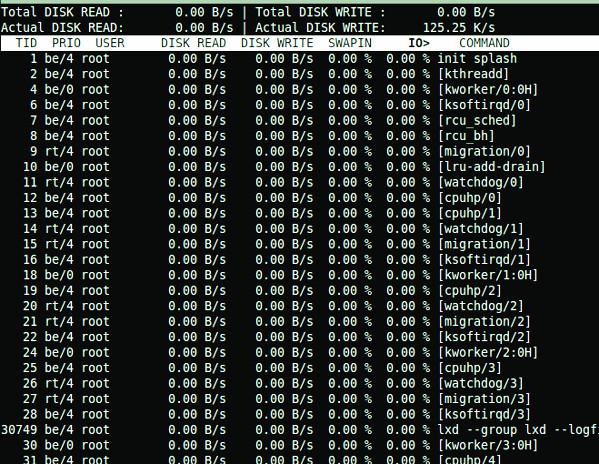 Total DISK READ :       0.00 B/s | Total DISK WRITE :       0.00 B/s
Actual DISK READ:       0.00 B/s | Actual DISK WRITE:     125.25 K/s
  TID  PRIO  USER     DISK READ  DISK WRITE  SWAPIN     IO>    COMMAND
    1 be/4 root        0.00 B/s    0.00 B/s  0.00 %  0.00 % init splash
    2 be/4 root        0.00 B/s    0.00 B/s  0.00 %  0.00 % [kthreadd]
    4 be/0 root        0.00 B/s    0.00 B/s  0.00 %  0.00 % [kworker/0:0H]
    6 be/4 root        0.00 B/s    0.00 B/s  0.00 %  0.00 % [ksoftirqd/0]
    7 be/4 root        0.00 B/s    0.00 B/s  0.00 %  0.00 % [rcu_sched]
    8 be/4 root        0.00 B/s    0.00 B/s  0.00 %  0.00 % [rcu_bh]
    9 rt/4 root        0.00 B/s    0.00 B/s  0.00 %  0.00 % [migration/0]
   10 be/0 root        0.00 B/s    0.00 B/s  0.00 %  0.00 % [lru-add-drain]
   11 rt/4 root        0.00 B/s    0.00 B/s  0.00 %  0.00 % [watchdog/0]
   12 be/4 root        0.00 B/s    0.00 B/s  0.00 %  0.00 % [cpuhp/0]
   13 be/4 root        0.00 B/s    0.00 B/s  0.00 %  0.00 % [cpuhp/1]
   14 rt/4 root        0.00 B/s    0.00 B/s  0.00 %  0.00 % [watchdog/1]
   15 rt/4 root        0.00 B/s    0.00 B/s  0.00 %  0.00 % [migration/1]
   16 be/4 root        0.00 B/s    0.00 B/s  0.00 %  0.00 % [ksoftirqd/1]
   18 be/0 root        0.00 B/s    0.00 B/s  0.00 %  0.00 % [kworker/1:0H]
   19 be/4 root        0.00 B/s    0.00 B/s  0.00 %  0.00 % [cpuhp/2]
   20 rt/4 root        0.00 B/s    0.00 B/s  0.00 %  0.00 % [watchdog/2]
   21 rt/4 root        0.00 B/s    0.00 B/s  0.00 %  0.00 % [migration/2]
   22 be/4 root        0.00 B/s    0.00 B/s  0.00 %  0.00 % [ksoftirqd/2]
   24 be/0 root        0.00 B/s    0.00 B/s  0.00 %  0.00 % [kworker/2:0H]
   25 be/4 root        0.00 B/s    0.00 B/s  0.00 %  0.00 % [cpuhp/3]
   26 rt/4 root        0.00 B/s    0.00 B/s  0.00 %  0.00 % [watchdog/3]
   27 rt/4 root        0.00 B/s    0.00 B/s  0.00 %  0.00 % [migration/3]
   28 be/4 root        0.00 B/s    0.00 B/s  0.00 %  0.00 % [ksoftirqd/3]
30749 be/4 root        0.00 B/s    0.00 B/s  0.00 %  0.00 % lxd --group lxd --logfi
   30 be/0 root        0.00 B/s    0.00 B/s  0.00 %  0.00 % [kworker/3:0H]
   31 be/4 root        0.00 B/s    0.00 B/s  0.00 %  0.00 % [cpuhp/4]